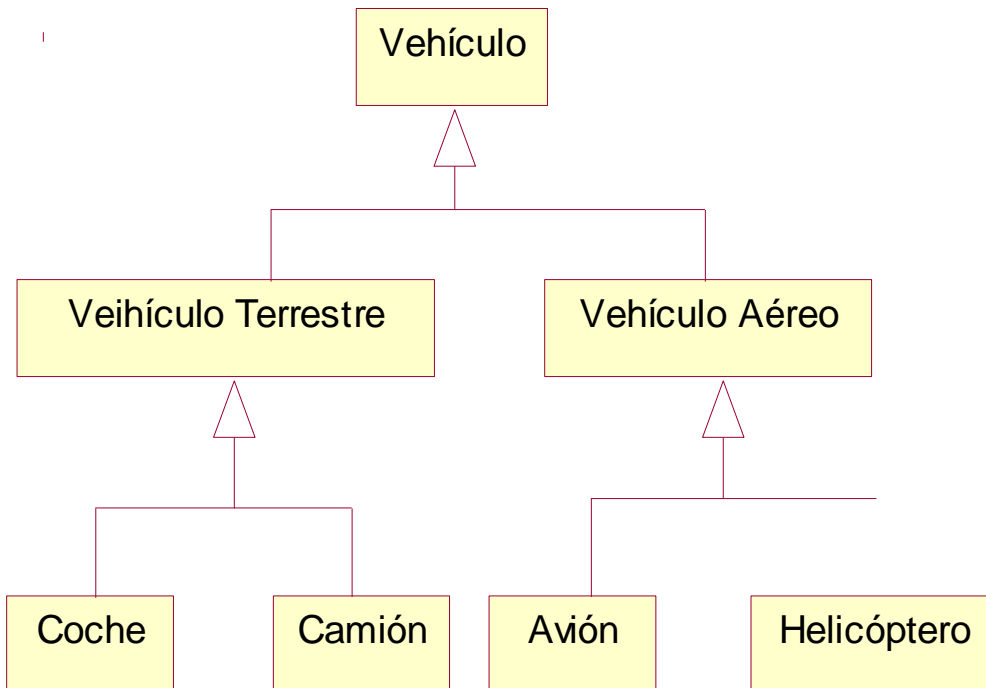 Vehículo
Veihículo Terrestre
Vehículo Aéreo
Coche
Camión
Avión
Helicóptero